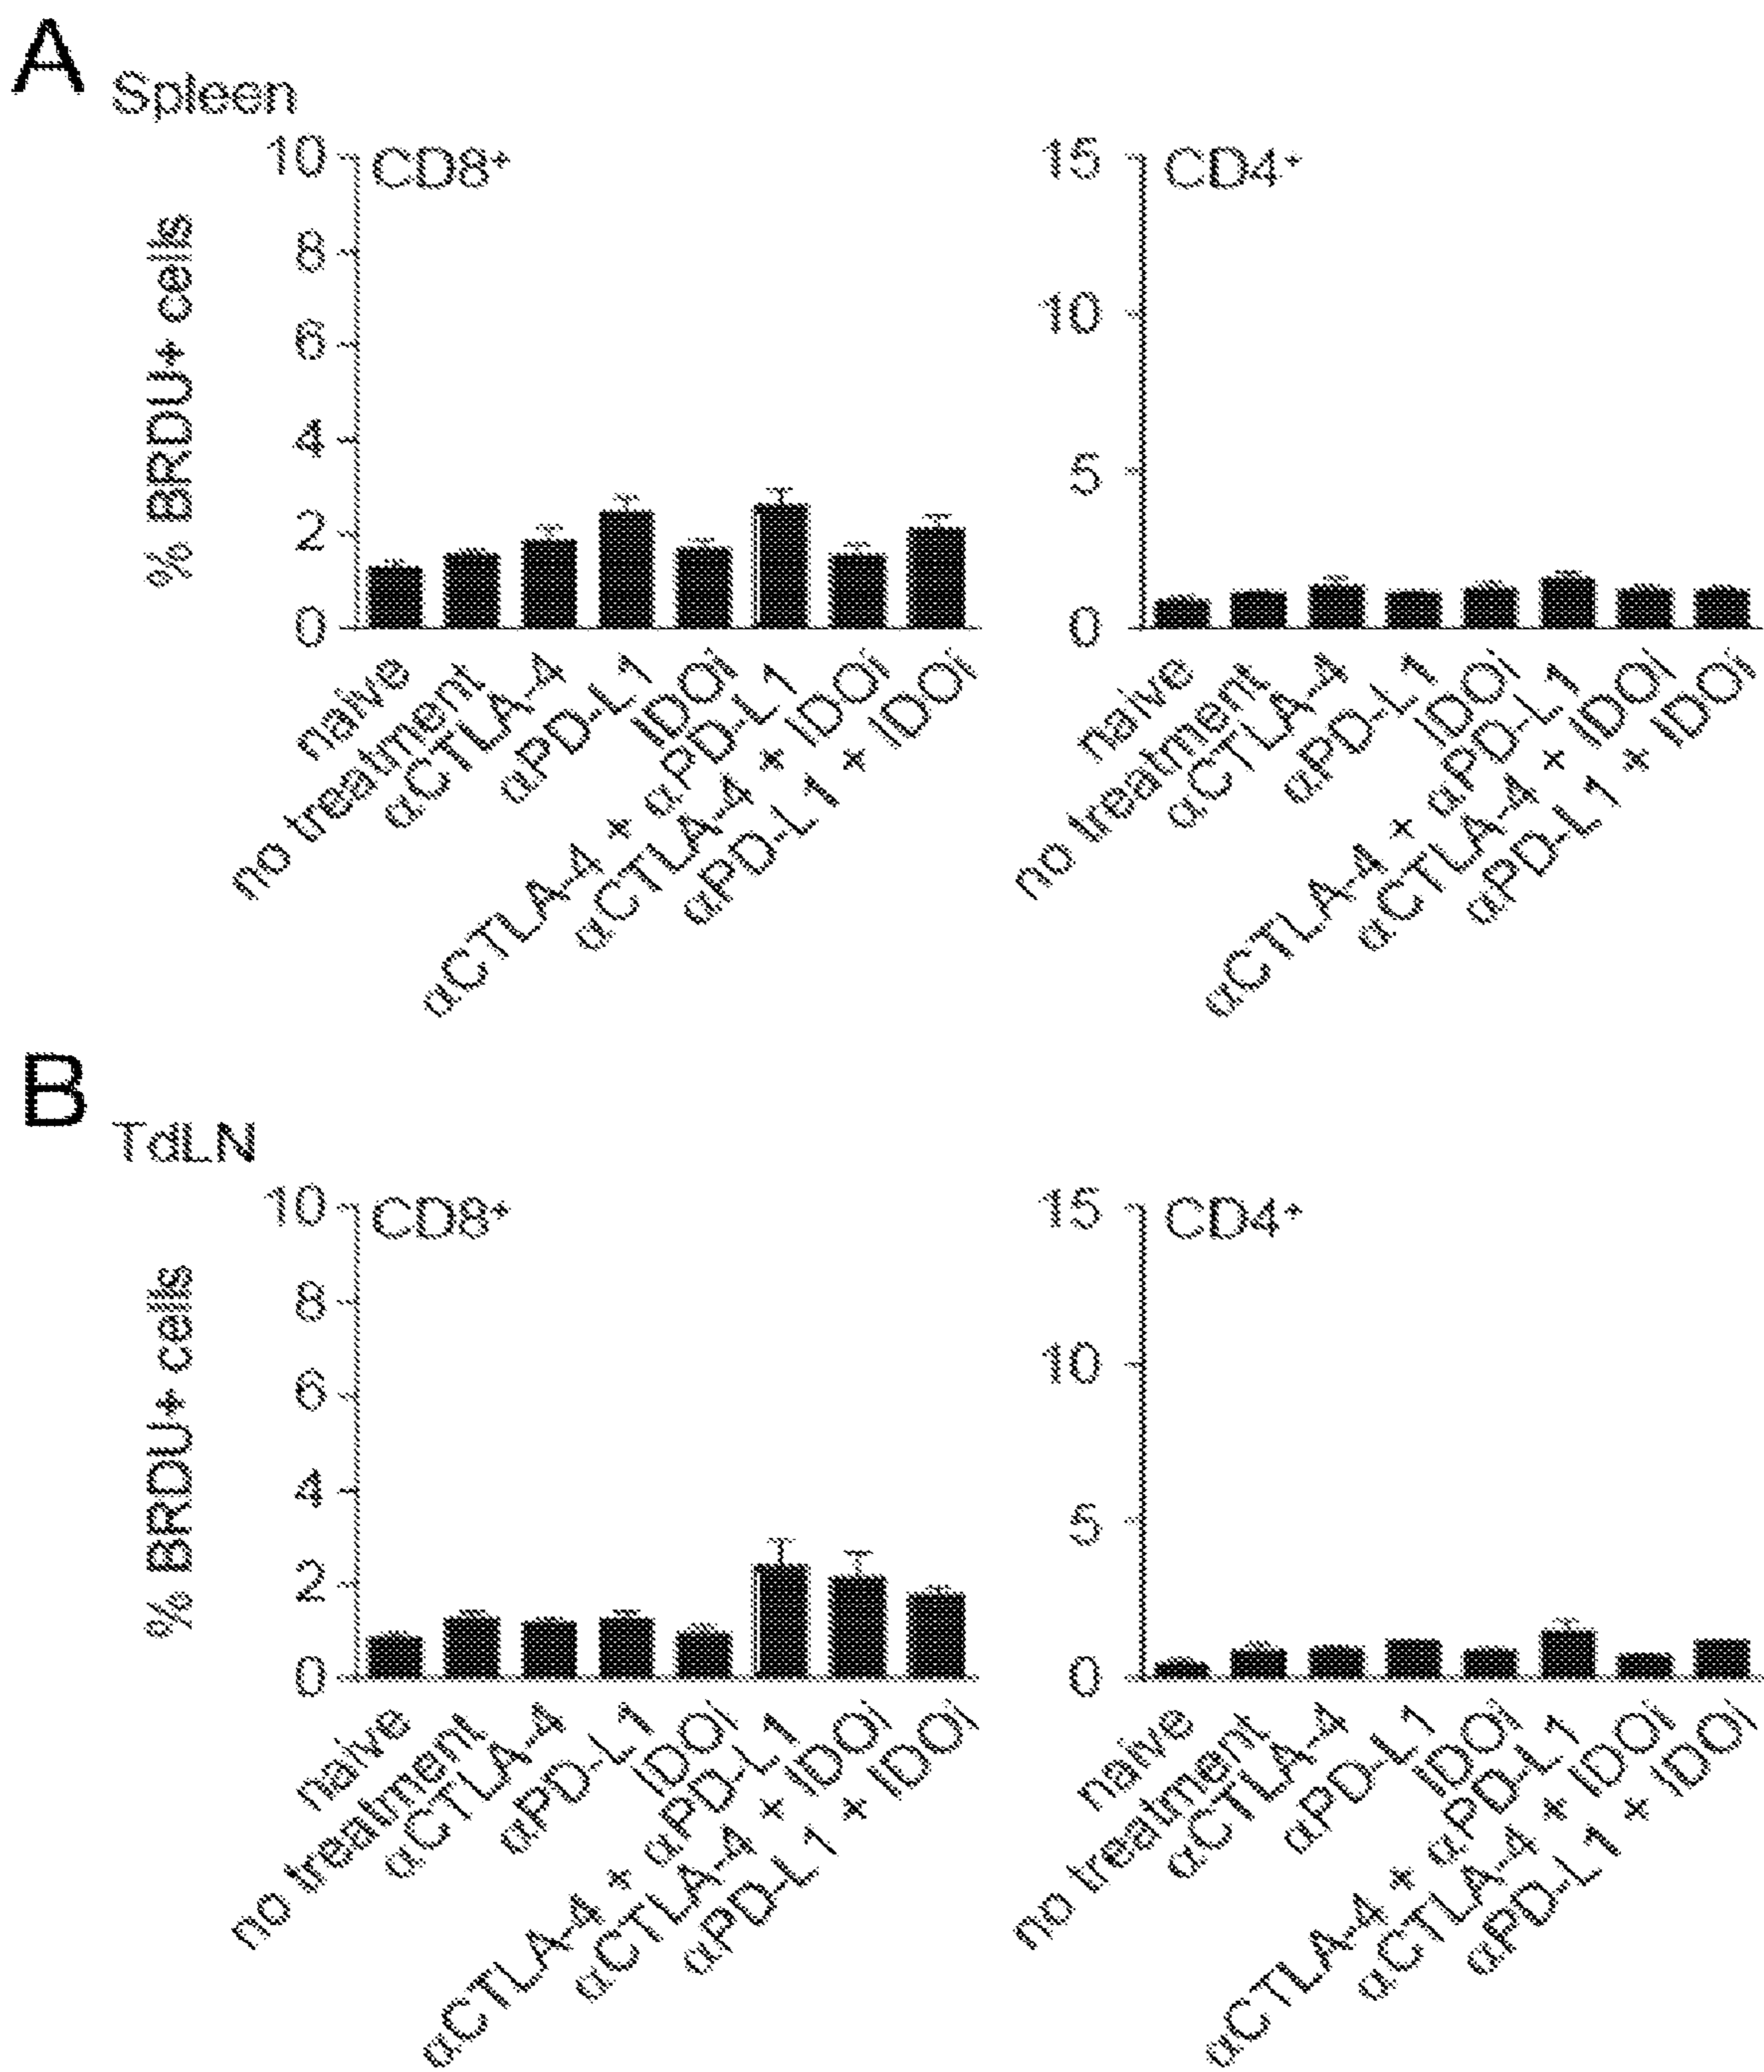 A
Spleen
% BRDU+ cells
10
8
6
4
2
0
CD8+
naive
no treatment
αCTLA-4
αPD-L1
IDOi
αCTLA-4 + αPD-L1
αCTLA-4 + IDOi
αPD-L1 + IDOi
15
10
5
0
CD4+
naive
no treatment
αCTLA-4
αPD-L1
IDOi
αCTLA-4 + αPD-L1
αCTLA-4 + IDOi
αPD-L1 + IDOi
B
TdLN
% BRDU+ cells
10
8
6
4
2
0
CD8+
naive
no treatment
αCTLA-4
αPD-L1
IDOi
αCTLA-4 + αPD-L1
αCTLA-4 + IDOi
αPD-L1 + IDOi
15
10
5
0
CD4+
naive
no treatment
αCTLA-4
αPD-L1
IDOi
αCTLA-4 + αPD-L1
αCTLA-4 + IDOi
αPD-L1 + IDOi